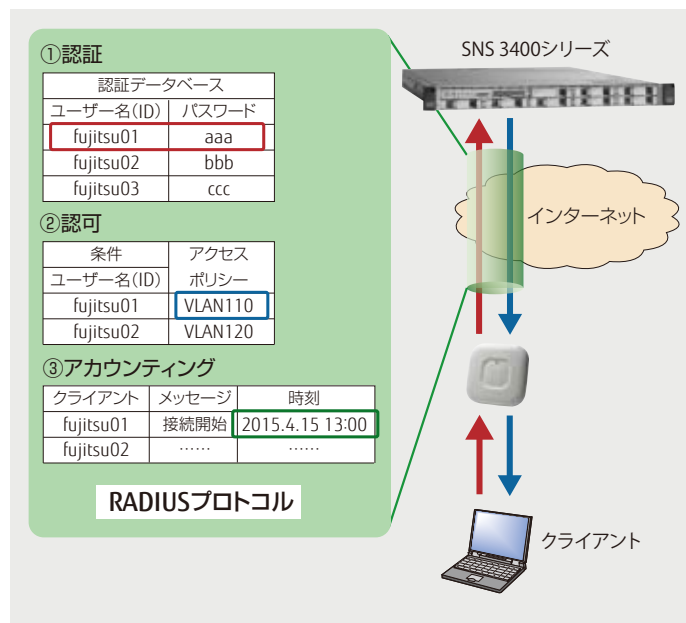 ①認証
認証データベース
ユーザー名(ID) パスワード
fujitsu01 aaa
fujitsu02 bbb
fujitsu03 ccc
②認可
条件 アクセス
ユーザー名(ID) ポリシー
fujitsu01 VLAN110
fujitsu02 VLAN120
③アカウンティング
クライアント メッセージ 時刻
fujitsu01 接続開始 2015.4.15 13:00
fujitsu02 …… ……
RADIUSプロトコル
SNS 3400シリーズ
インターネット
クライアント